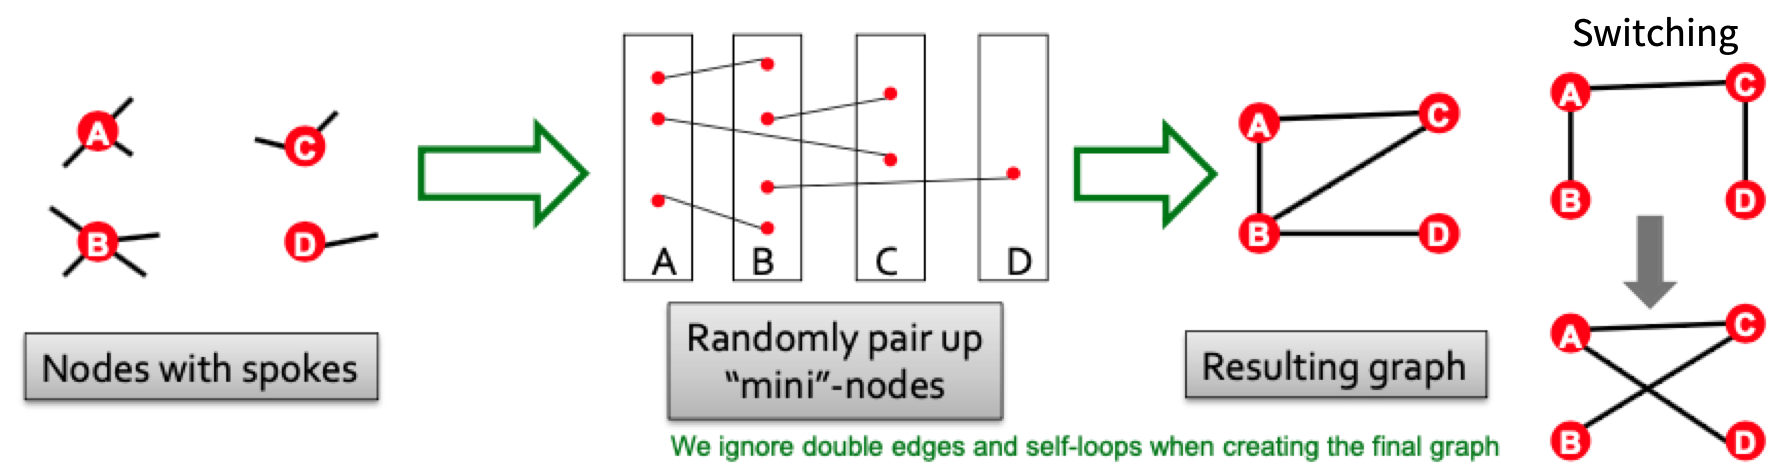 A
C
B
D
Nodes with spokes
A B C D
Randomly pair up
“mini”-nodes
A
C
B
D
Resulting graph
We ignore double edges and self-loops when creating the final graph
Switching
A
C
B
D
A
C
B
D